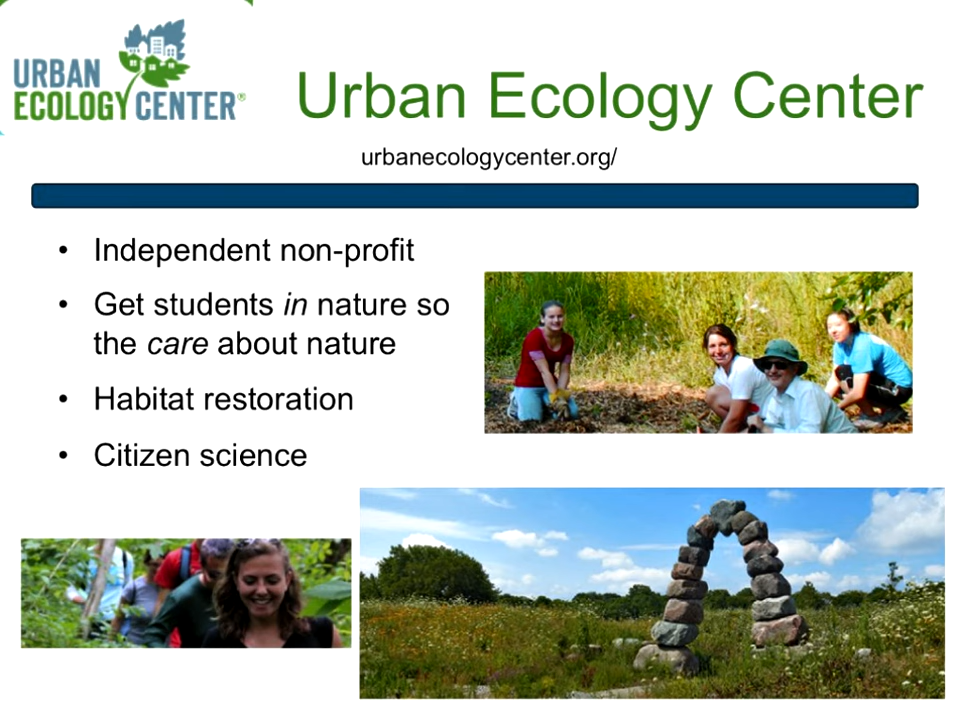 URBAN
ECOLOGY CENTER®
Urban Ecology Center
urbanecologycenter.org/
• Independent non-profit
• Get students in nature so
the care about nature
• Habitat restoration
• Citizen science